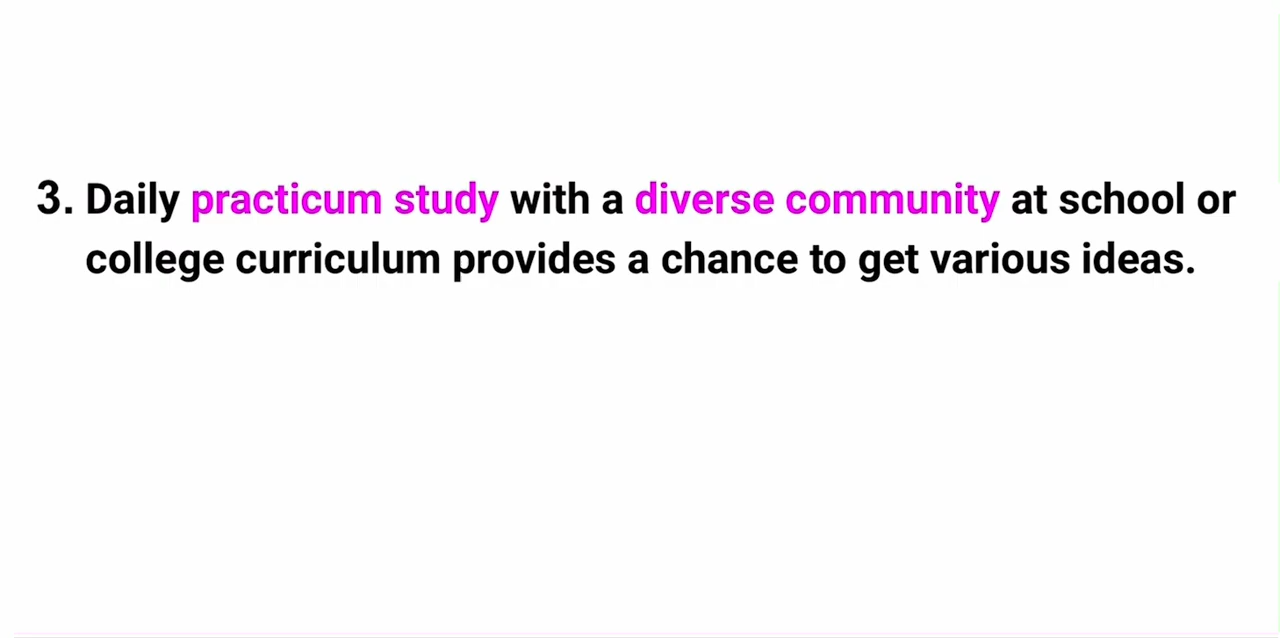 3. Daily practicum study with a diverse community at school or
college curriculum provides a chance to get various ideas.